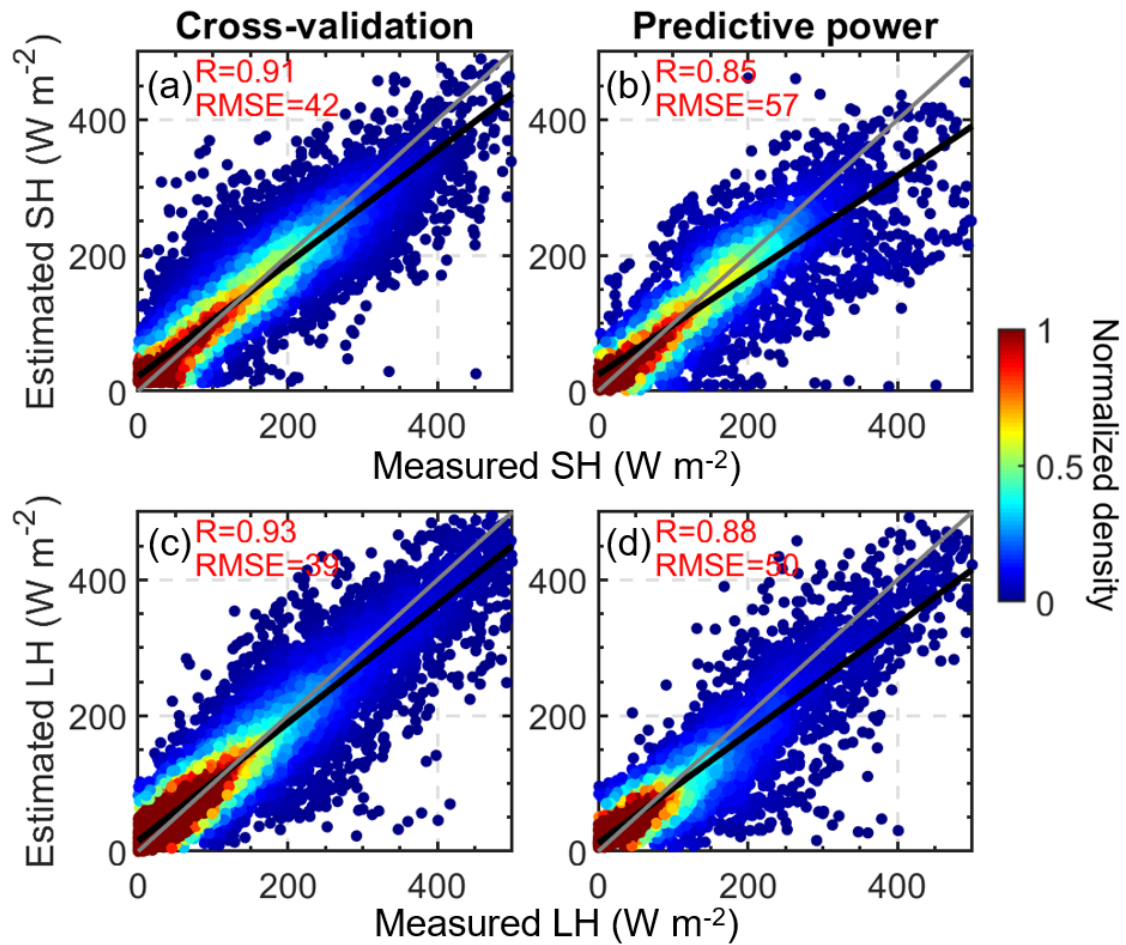 Cross-validation
Predictive power
(a)
R=0.91
RMSE=42
(b)
R=0.85
RMSE=57
Estimated SH (W m⁻²)
400
200
0
400
200
0
0 200 400
0 200 400
Measured SH (W m⁻²)
(c)
R=0.93
RMSE=39
(d)
R=0.88
RMSE=50
Estimated LH (W m⁻²)
400
200
0
400
200
0
0 200 400
0 200 400
Measured LH (W m⁻²)
1
0.5
0
Normalized density